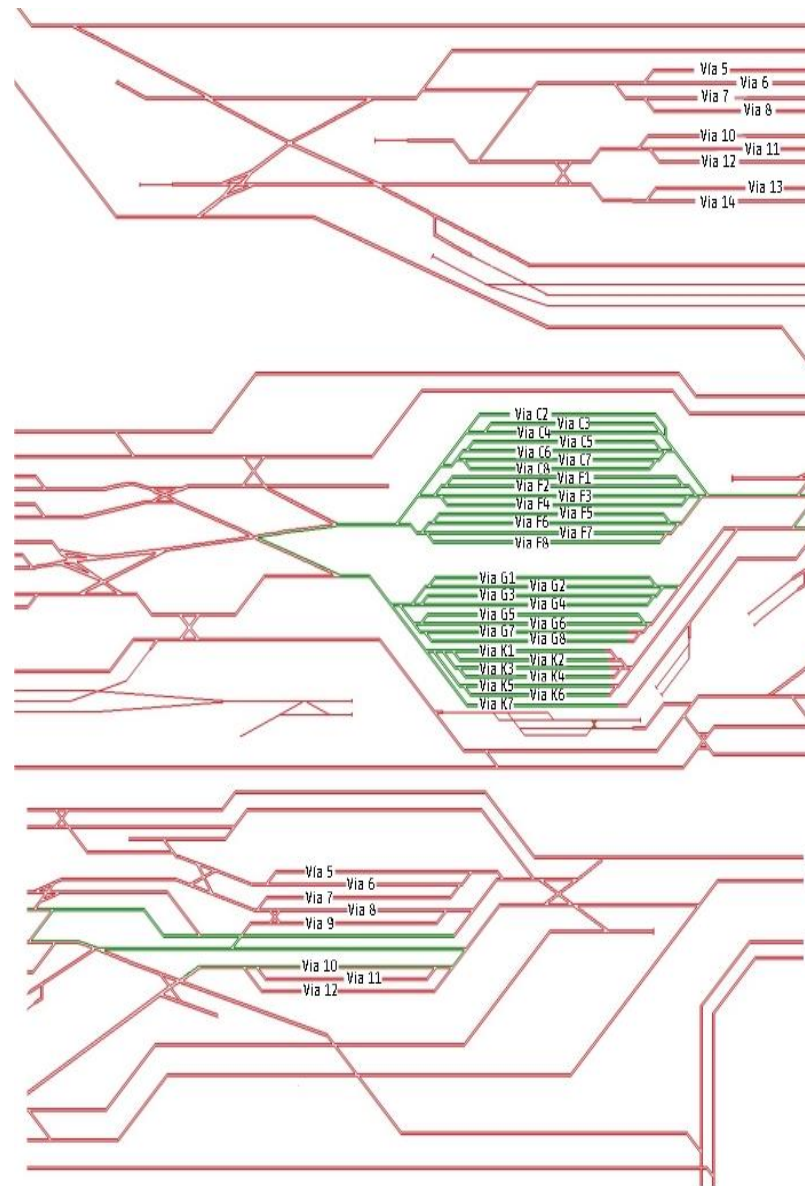 Vía 5
Via 6
Via 7
Via 8
Via 10
Via 11
Via 12
Via 13
Via 14
Via C2
Via C3
Via C4
Via C5
Via C6
Via C7
Via C8
Via F1
Via F2
Via F3
Via F4
Via F5
Via F6
Via F7
Via F8
Via G1
Via G2
Via G3
Via G4
Via G5
Via G6
Via G7
Via G8
Via K1
Via K2
Via K3
Via K4
Via K5
Via K6
Via K7
Vía 5
Via 6
Via 7
Via 8
Via 9
Via 10
Via 11
Via 12